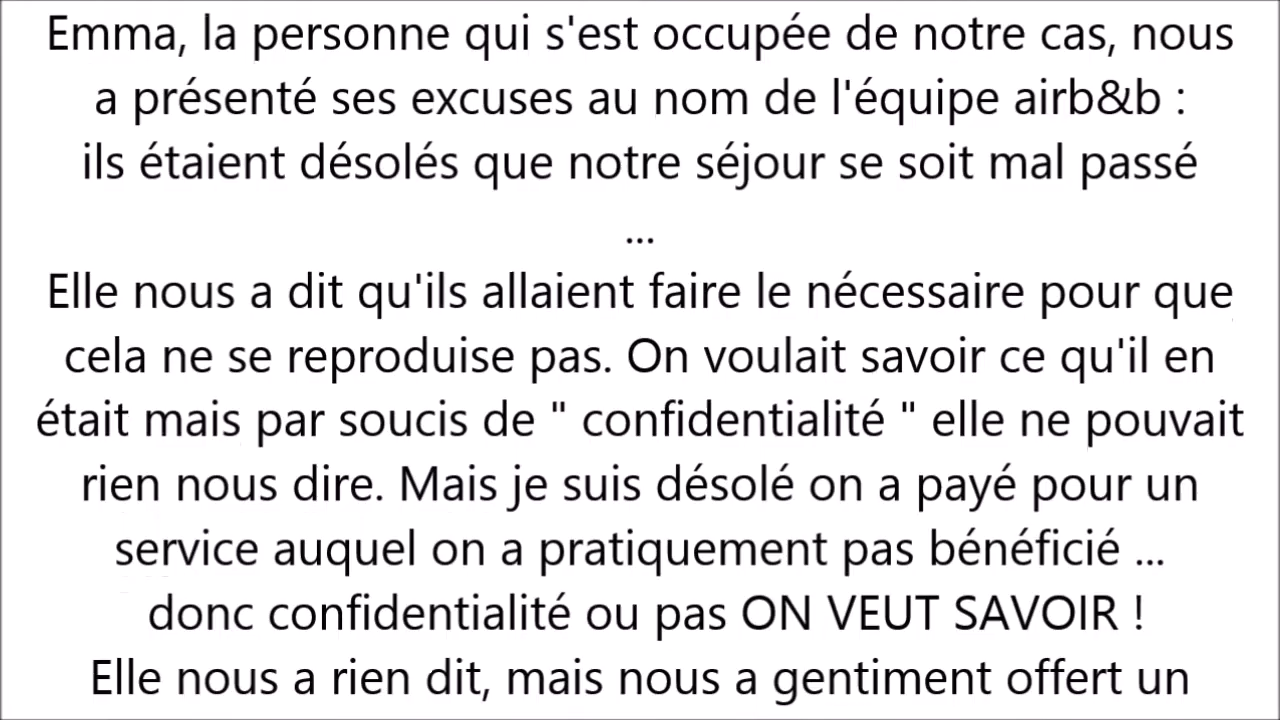 Emma, la personne qui s'est occupée de notre cas, nous
a présenté ses excuses au nom de l'équipe airb&b :
ils étaient désolés que notre séjour se soit mal passé
...
Elle nous a dit qu'ils allaient faire le nécessaire pour que
cela ne se reproduise pas. On voulait savoir ce qu'il en
était mais par soucis de " confidentialité " elle ne pouvait
rien nous dire. Mais je suis désolé on a payé pour un
service auquel on a pratiquement pas bénéficié ...
donc confidentialité ou pas ON VEUT SAVOIR !
Elle nous a rien dit, mais nous a gentiment offert un